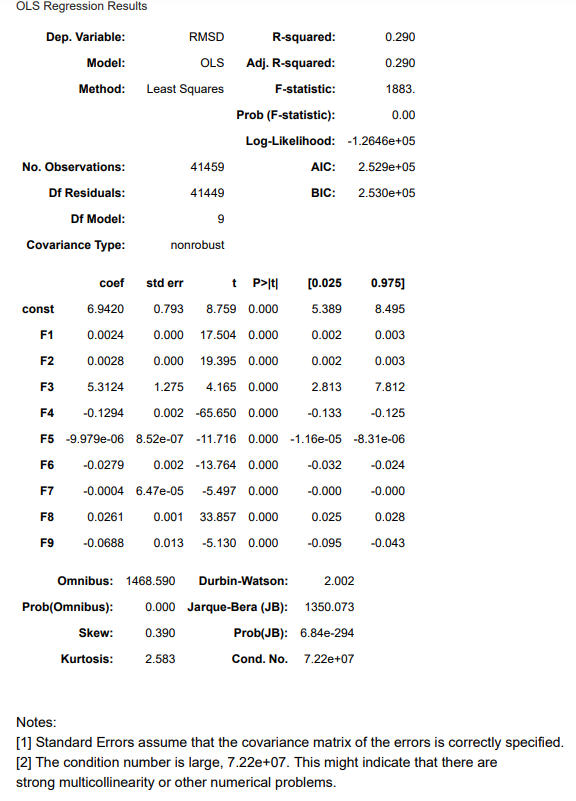 OLS Regression Results
Dep. Variable: RMSD R-squared: 0.290
Model: OLS Adj. R-squared: 0.290
Method: Least Squares F-statistic: 1883.
Prob (F-statistic): 0.00
Log-Likelihood: -1.2646e+05
No. Observations: 41459 AIC: 2.529e+05
Df Residuals: 41449 BIC: 2.530e+05
Df Model: 9
Covariance Type: nonrobust
coef std err t P>|t| [0.025 0.975]
const 6.9420 0.793 8.759 0.000 5.389 8.495
F1 0.0024 0.000 17.504 0.000 0.002 0.003
F2 0.0028 0.000 19.395 0.000 0.002 0.003
F3 5.3124 1.275 4.165 0.000 2.813 7.812
F4 -0.1294 0.002 -65.650 0.000 -0.133 -0.125
F5 -9.979e-06 8.52e-07 -11.716 0.000 -1.16e-05 -8.31e-06
F6 -0.0279 0.002 -13.764 0.000 -0.032 -0.024
F7 -0.0004 6.47e-05 -5.497 0.000 -0.000 -0.000
F8 0.0261 0.001 33.857 0.000 0.025 0.028
F9 -0.0688 0.013 -5.130 0.000 -0.095 -0.043
Omnibus: 1468.590 Durbin-Watson: 2.002
Prob(Omnibus): 0.000 Jarque-Bera (JB): 1350.073
Skew: 0.390 Prob(JB): 6.84e-294
Kurtosis: 2.583 Cond. No. 7.22e+07
Notes:
[1] Standard Errors assume that the covariance matrix of the errors is correctly specified.
[2] The condition number is large, 7.22e+07. This might indicate that there are
strong multicollinearity or other numerical problems.